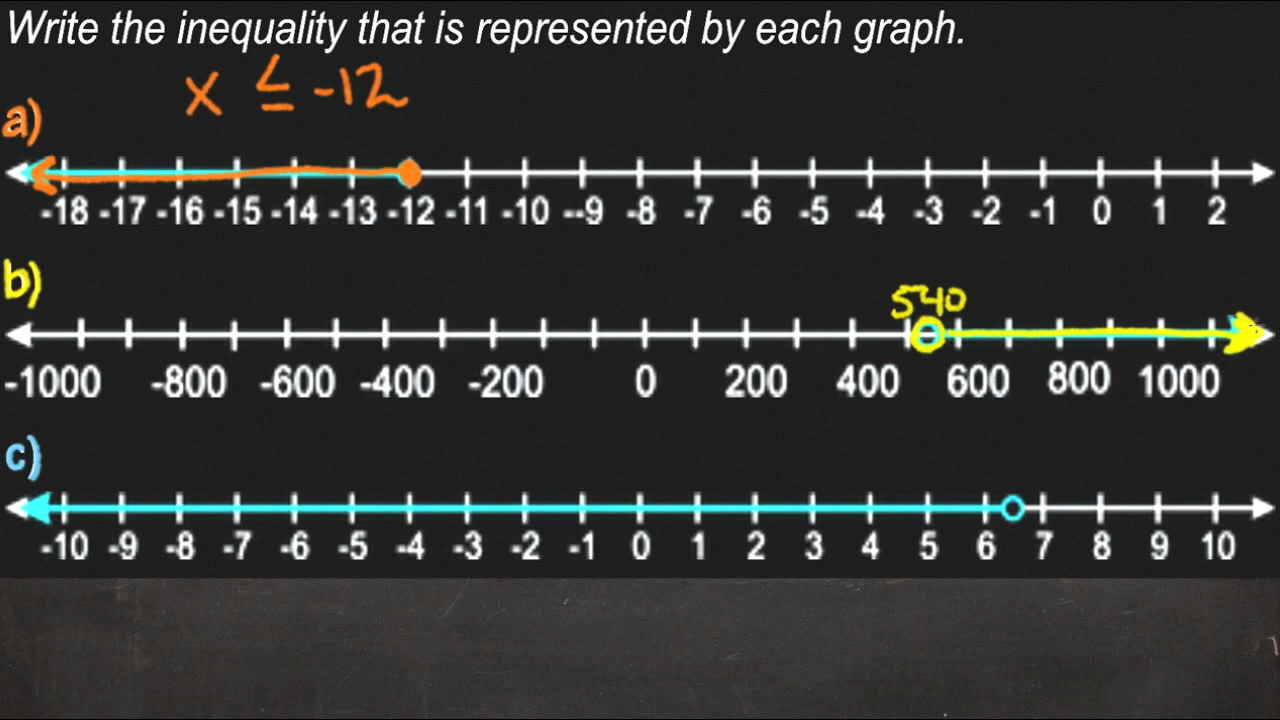 Write the inequality that is represented by each graph.
x ≤ -12
a)
-18 -17 -16 -15 -14 -13 -12 -11 -10 --9 -8 -7 -6 -5 -4 -3 -2 -1 0 1 2
b)
540
-1000 -800 -600 -400 -200 0 200 400 600 800 1000
c)
-10 -9 -8 -7 -6 -5 -4 -3 -2 -1 0 1 2 3 4 5 6 7 8 9 10